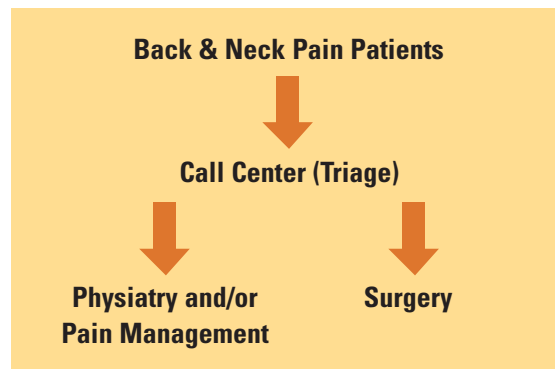 Back & Neck Pain Patients
Call Center (Triage)
Physiatry and/or
Pain Management
Surgery